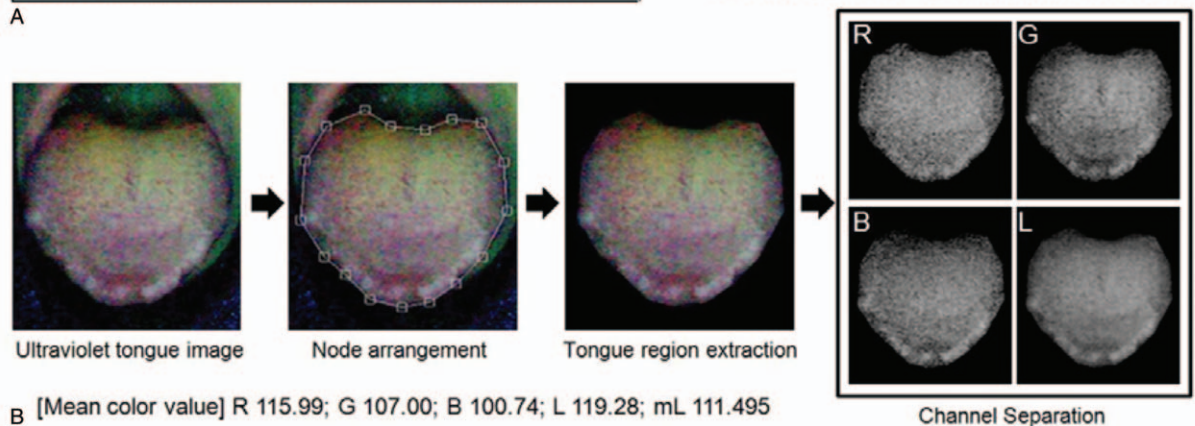 A
R
G
B
L
Ultraviolet tongue image
Node arrangement
Tongue region extraction
Channel Separation
B [Mean color value] R 115.99; G 107.00; B 100.74; L 119.28; mL 111.495